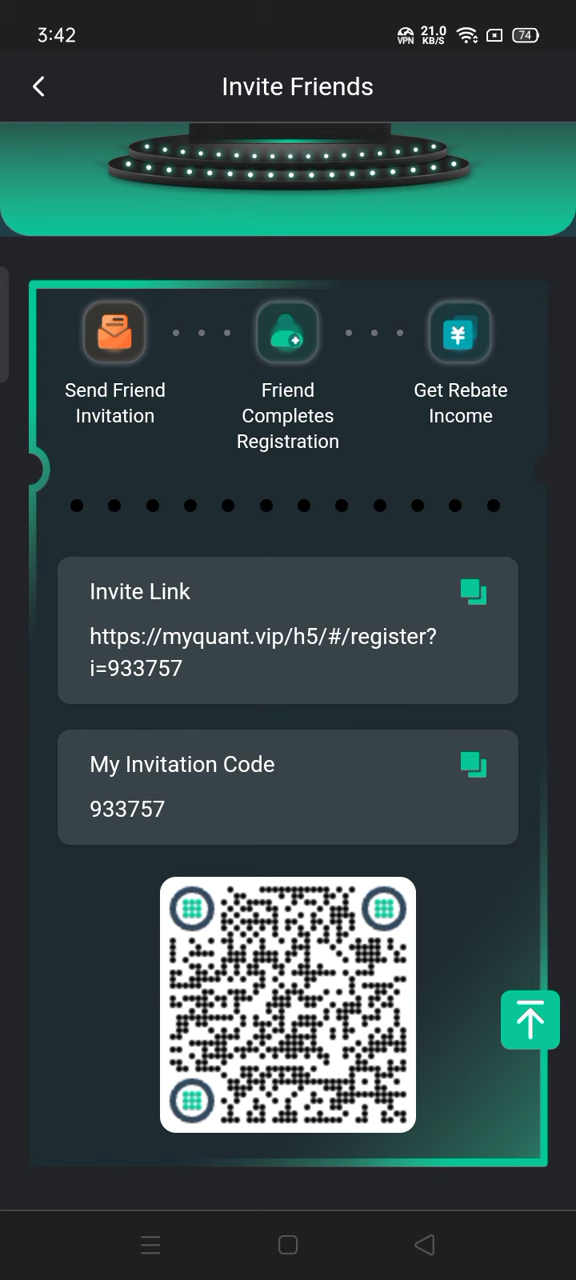 3:42
VPN
21.0
KB/S
74
Invite Friends
Send Friend
Invitation
Friend
Completes
Registration
¥
Get Rebate
Income
Invite Link
https://myquant.vip/h5/#/register?
i=933757
My Invitation Code
933757